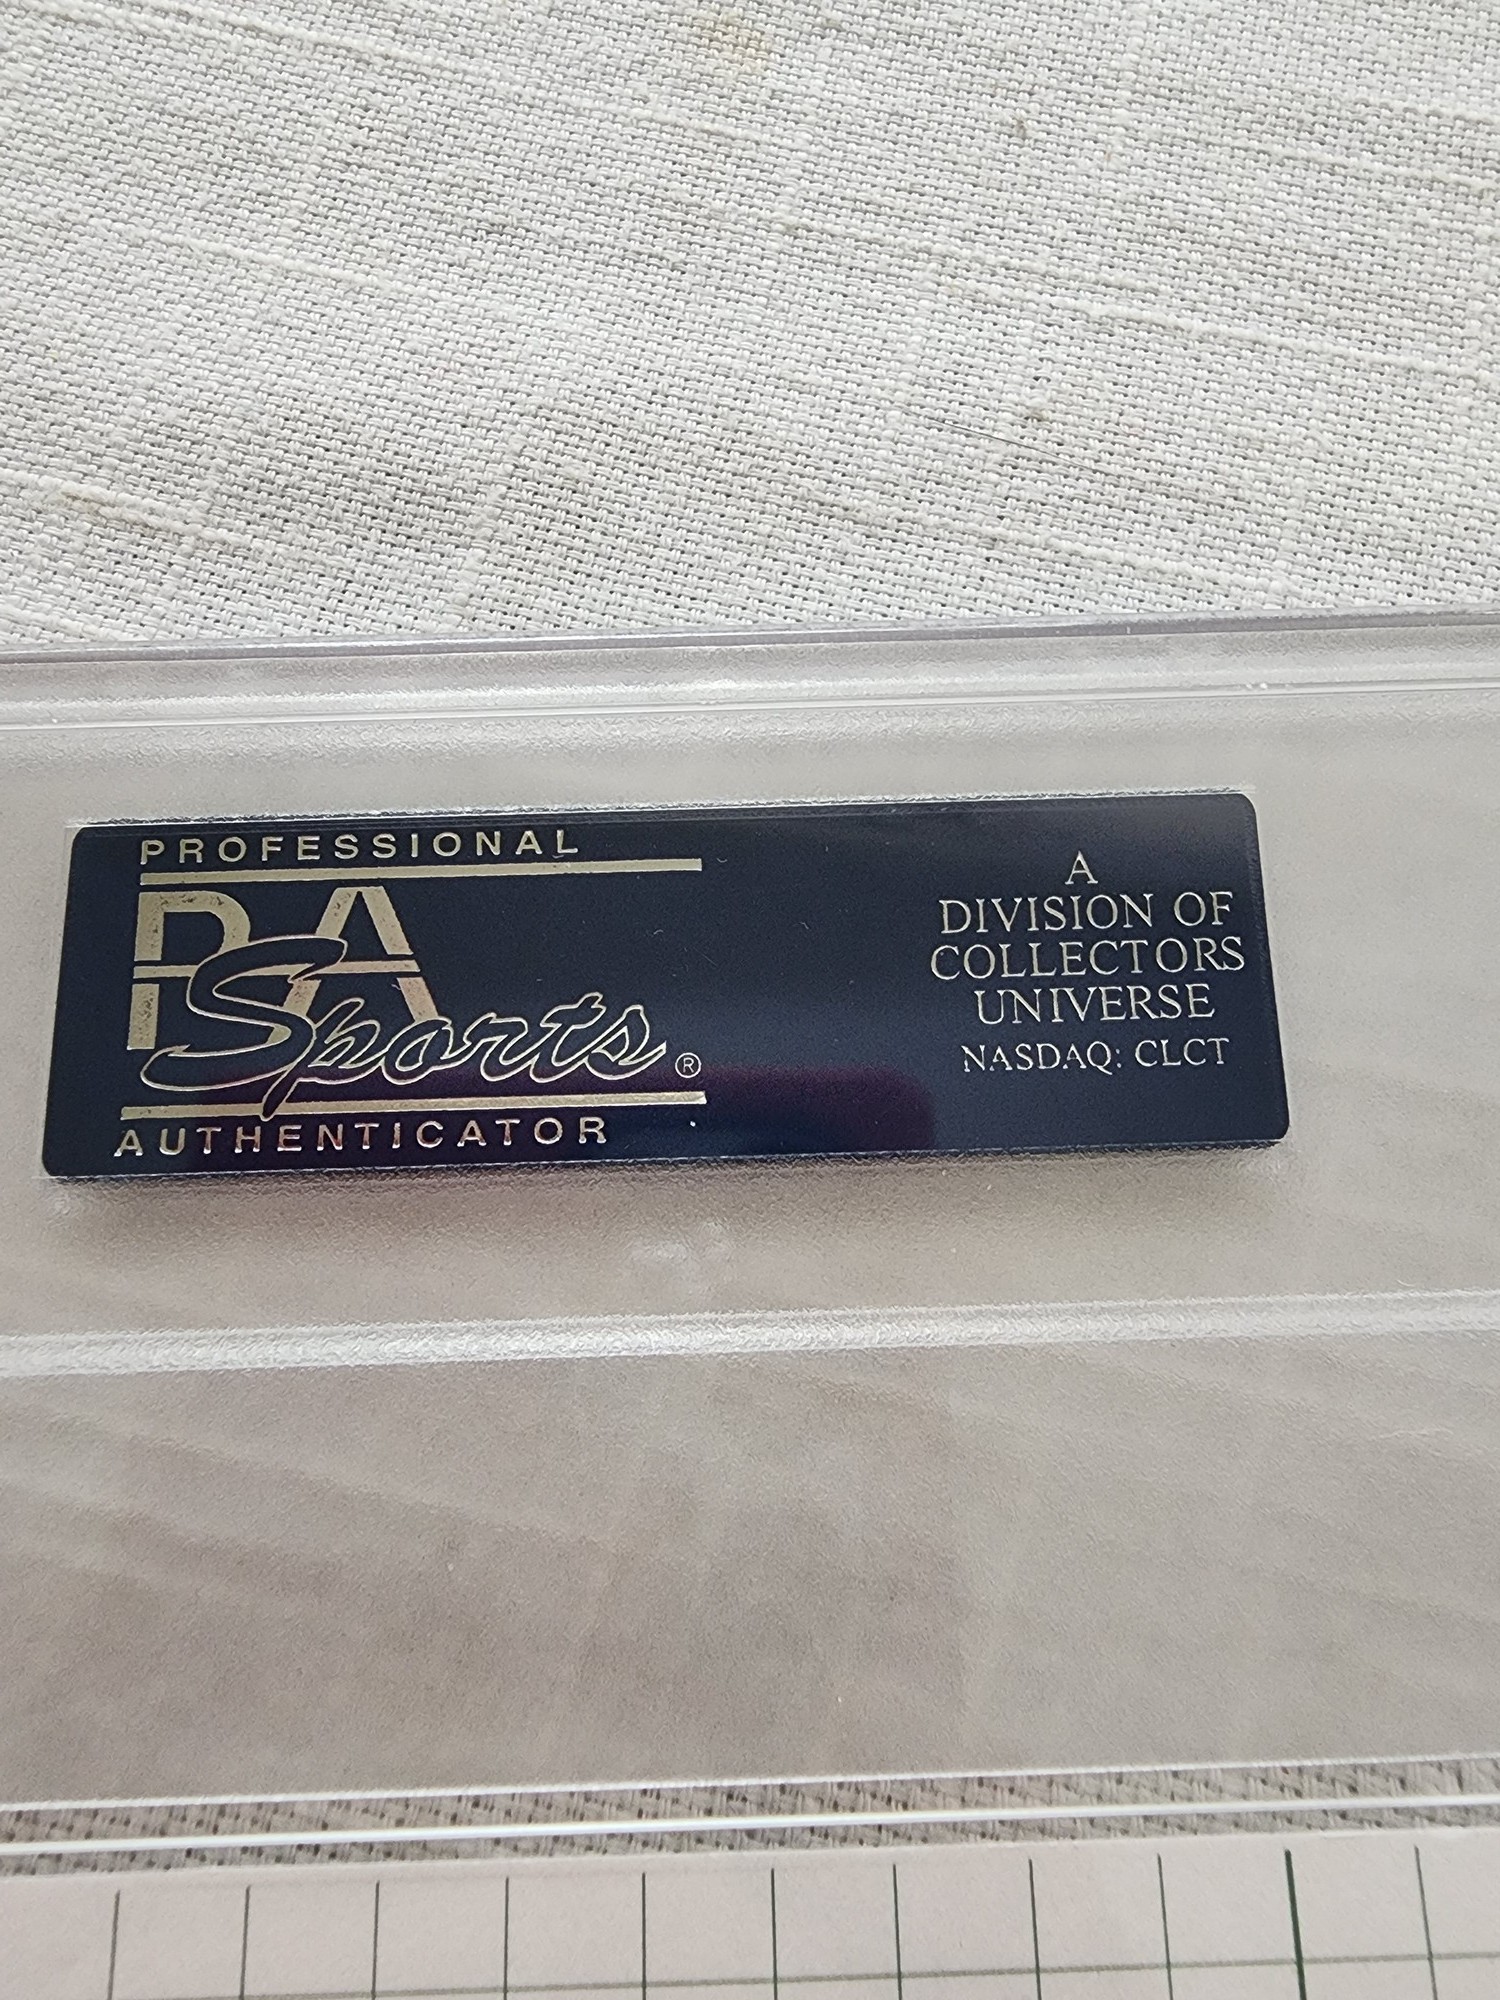 PROFESSIONAL
PSA
Sports®
AUTHENTICATOR
A
DIVISION OF
COLLECTORS
UNIVERSE
NASDAQ: CLCT